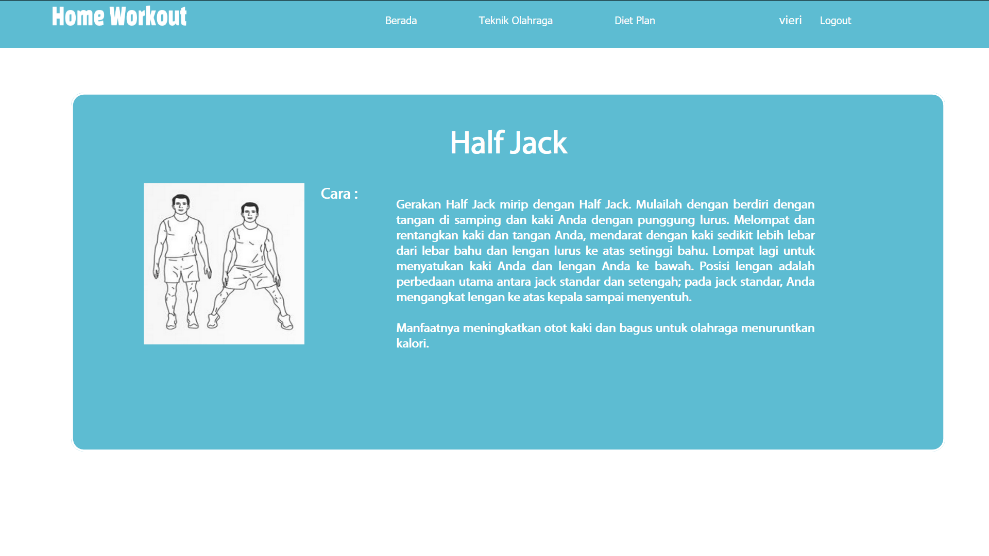 Home Workout
Berada
Teknik Olahraga
Diet Plan
vieri
Logout
Half Jack
Cara :
Gerakan Half Jack mirip dengan Half Jack. Mulailah dengan berdiri dengan
tangan di samping dan kaki Anda dengan punggung lurus. Melompat dan
rentangkan kaki dan tangan Anda, mendarat dengan kaki sedikit lebih lebar
dari lebar bahu dan lengan lurus ke atas setinggi bahu. Lompat lagi untuk
menyatukan kaki Anda dan lengan Anda ke bawah. Posisi lengan adalah
perbedaan utama antara jack standar dan setengah; pada jack standar, Anda
mengangkat lengan ke atas kepala sampai menyentuh.
Manfaatnya meningkatkan otot kaki dan bagus untuk olahraga menuruntkan
kalori.